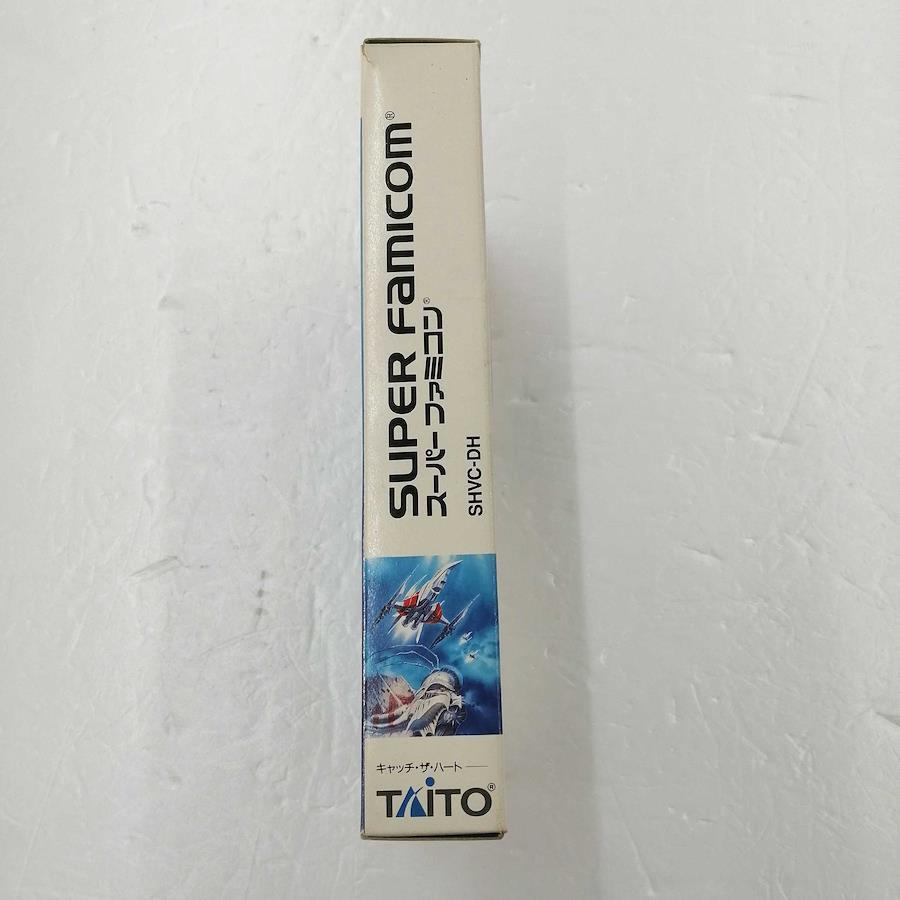 SUPER Famicom®
スーパーファミコン®
SHVC-DH
キャッチ・ザ・ハート
TAITO®